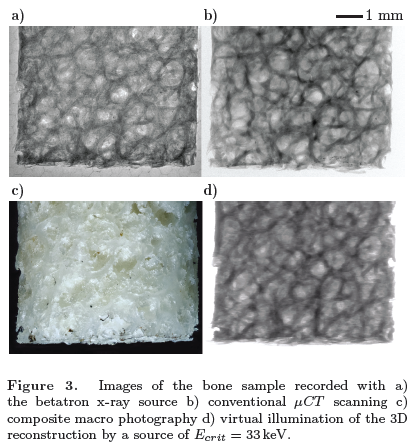 a)
b)
1 mm
c)
d)
Figure 3. Images of the bone sample recorded with a)
the betatron x-ray source b) conventional μCT scanning c)
composite macro photography d) virtual illumination of the 3D
reconstruction by a source of E_crit = 33 keV.